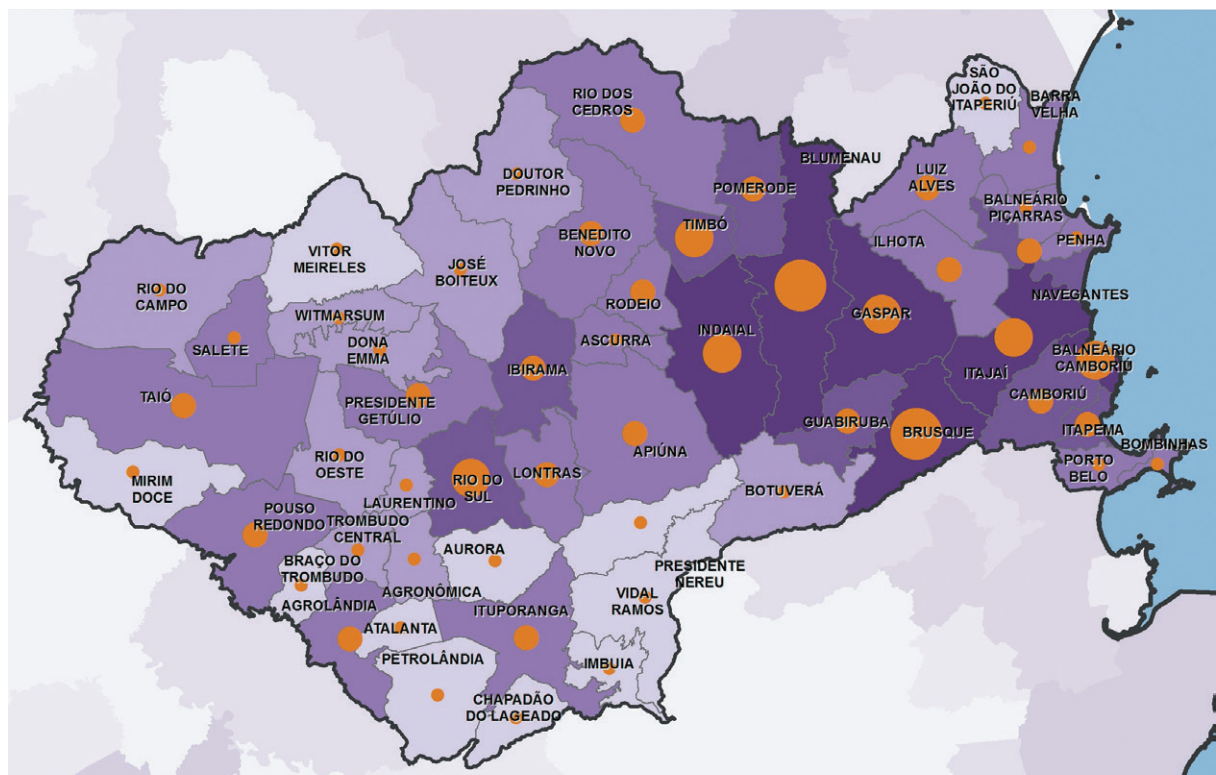 SÃO
JOÃO DO
ITAPERIÚ
BARRA
VELHA
RIO DOS
CEDROS
BLUMENAU
LUIZ
ALVES
DOUTOR
PEDRINHO
POMERODE
BALNEÁRIO
PIÇARRAS
TIMBÓ
BENEDITO
NOVO
ILHOTA
PENHA
VITOR
MEIRELES
JOSÉ
BOITEUX
RIO DO
CAMPO
RODEIO
NAVEGANTES
WITMARSUM
GASPAR
INDAIAL
DONA
EMMA
ASCURRA
SALETE
BALNEÁRIO
CAMBORIÚ
IBIRAMA
ITAJAÍ
TAIÓ
CAMBORIÚ
PRESIDENTE
GETÚLIO
GUABIRUBA
BRUSQUE
ITAPEMA
BOMBINHAS
APIÚNA
RIO DO
OESTE
PORTO
BELO
LONTRAS
RIO DO
SUL
MIRIM
DOCE
BOTUVERÁ
LAURENTINO
POUSO
REDONDO
TROMBUDO
CENTRAL
AURORA
BRAÇO DO
TROMBUDO
PRESIDENTE
NEREU
AGRONÔMICA
VIDAL
RAMOS
AGROLÂNDIA
ITUPORANGA
ATALANTA
PETROLÂNDIA
IMBUIA
CHAPADÃO
DO LAGEADO